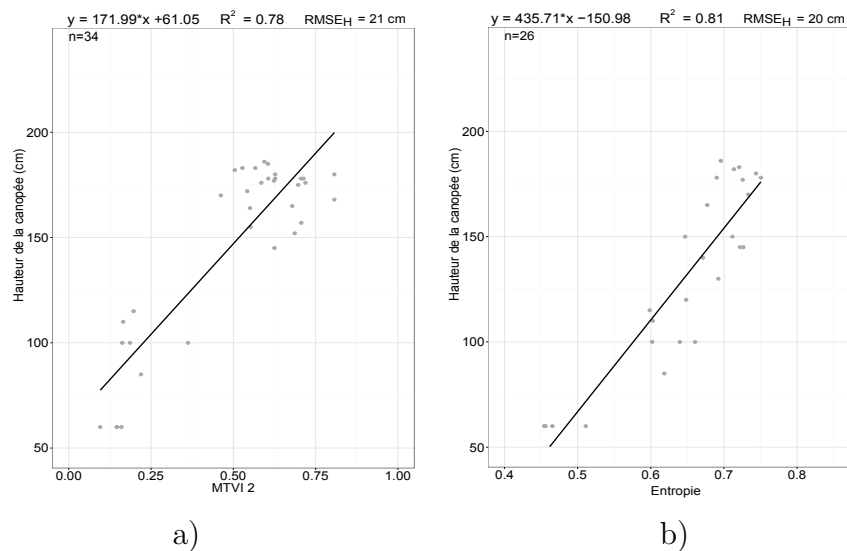 y = 171.99*x +61.05 R² = 0.78 RMSE_H = 21 cm
n=34
Hauteur de la canopée (cm)
200
150
100
50
0.00 0.25 0.50 0.75 1.00
MTVI 2
a)
y = 435.71*x −150.98 R² = 0.81 RMSE_H = 20 cm
n=26
Hauteur de la canopée (cm)
200
150
100
50
0.4 0.5 0.6 0.7 0.8
Entropie
b)